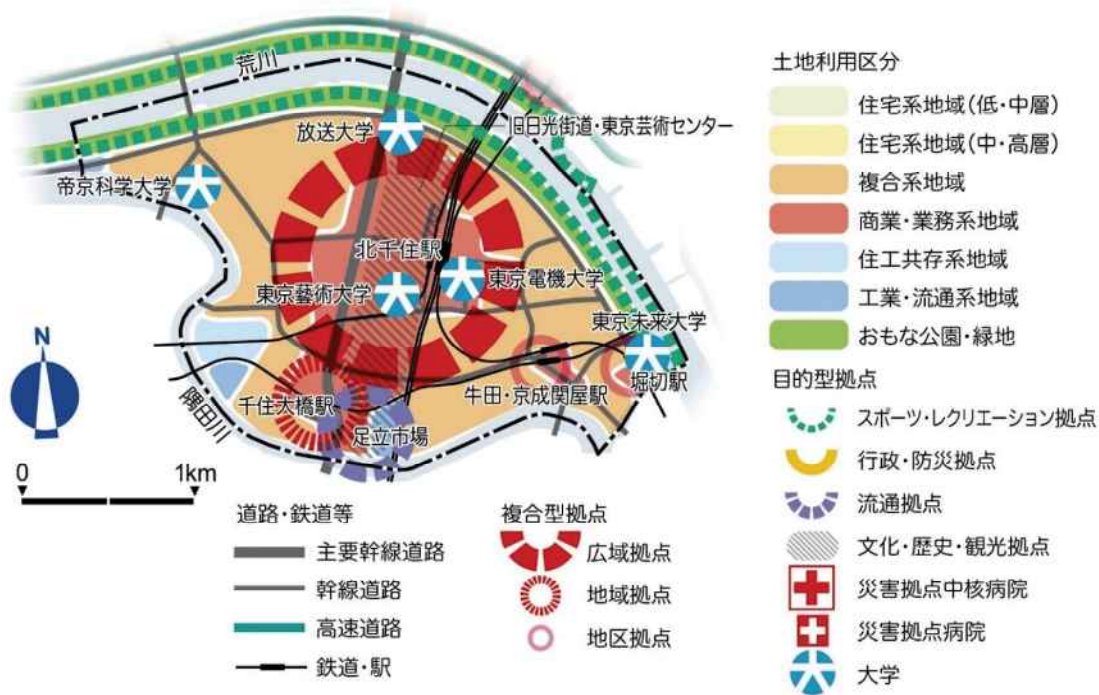 荒川
放送大学
旧日光街道・東京芸術センター
帝京科学大学
北千住駅
東京藝術大学
東京電機大学
東京未来大学
牛田・京成関屋駅
堀切駅
千住大橋駅
足立市場
隅田川
N
0 1km
土地利用区分
住宅系地域(低・中層)
住宅系地域(中・高層)
複合系地域
商業・業務系地域
住工共存系地域
工業・流通系地域
おもな公園・緑地
目的型拠点
スポーツ・レクリエーション拠点
行政・防災拠点
流通拠点
文化・歴史・観光拠点
災害拠点中核病院
災害拠点病院
大学
道路・鉄道等
主要幹線道路
幹線道路
高速道路
鉄道・駅
複合型拠点
広域拠点
地域拠点
地区拠点